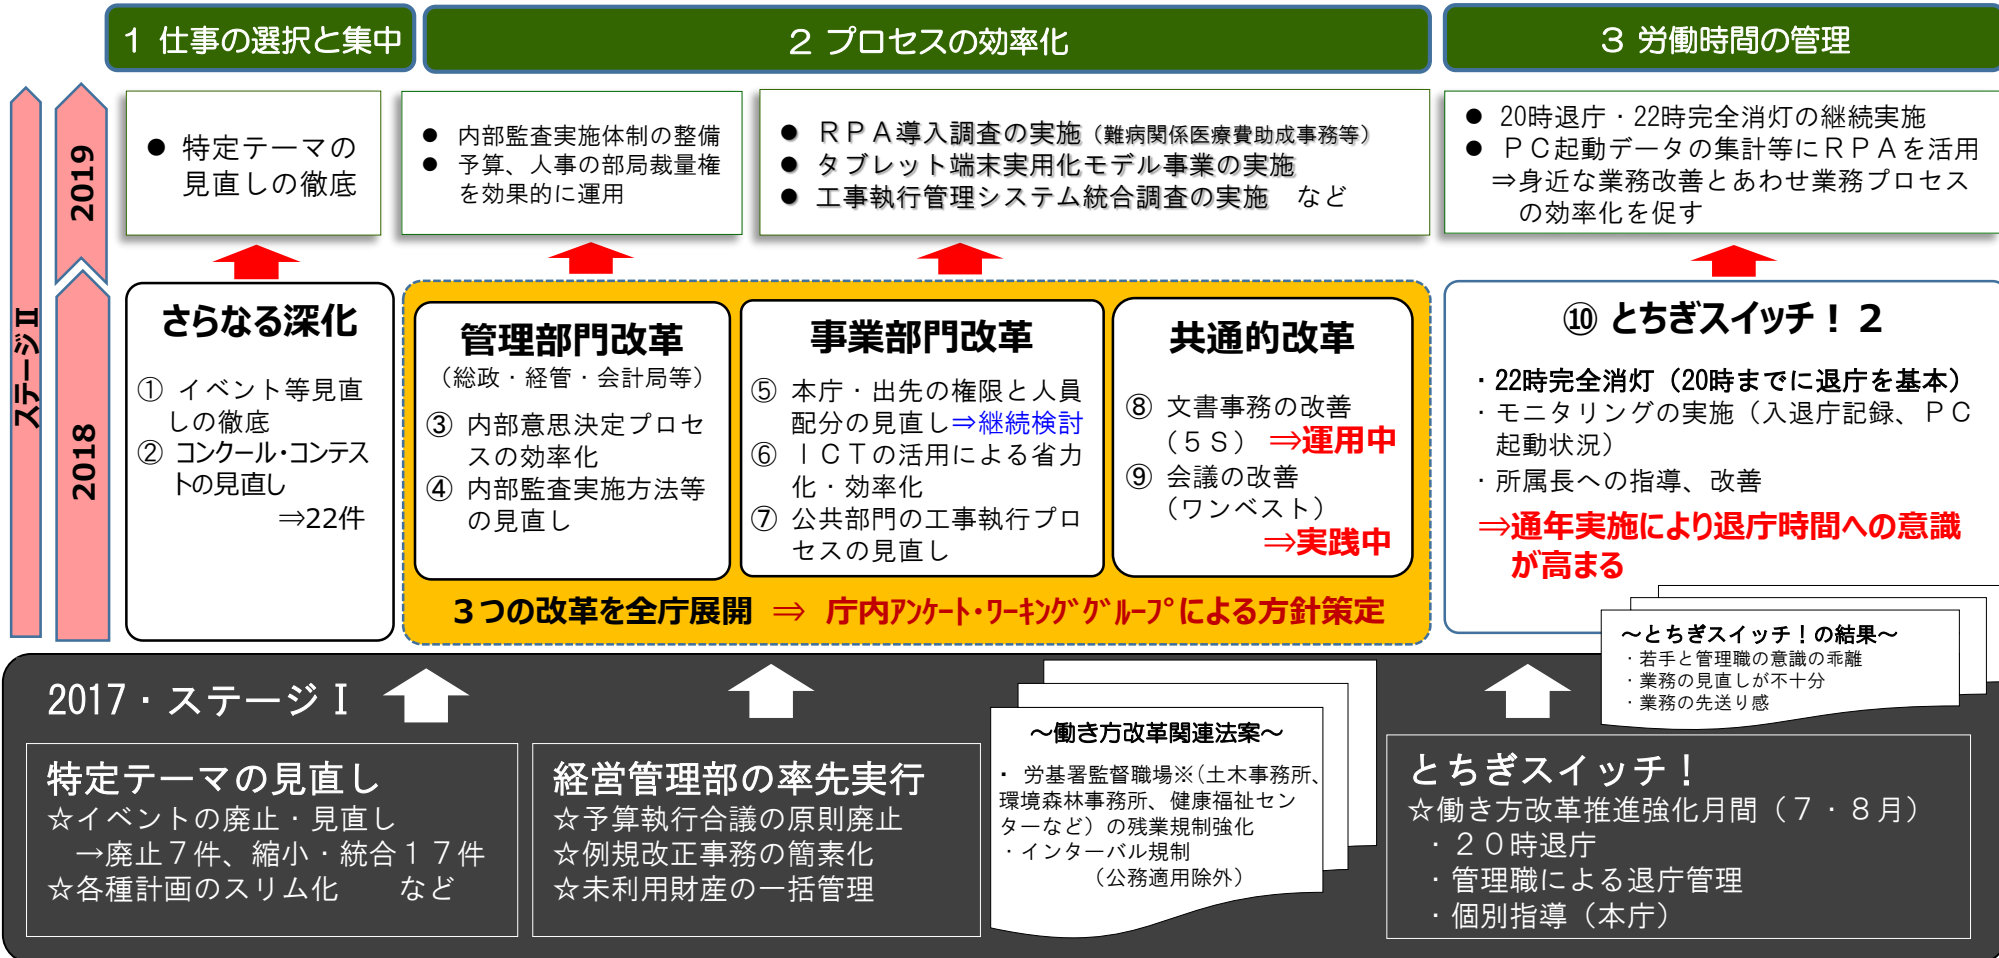 1 仕事の選択と集中
2 プロセスの効率化
3 労働時間の管理
ステージⅡ
2019
2018
● 特定テーマの
見直しの徹底
● 内部監査実施体制の整備
● 予算、人事の部局裁量権
を効果的に運用
● ＲＰＡ導入調査の実施（難病関係医療費助成事務等）
● タブレット端末実用化モデル事業の実施
● 工事執行管理システム統合調査の実施　など
● 20時退庁・22時完全消灯の継続実施
● ＰＣ起動データの集計等にＲＰＡを活用
⇒身近な業務改善とあわせ業務プロセス
の効率化を促す
さらなる深化
① イベント等見直
しの徹底
② コンクール・コンテス
トの見直し
⇒22件
管理部門改革
（総政・経管・会計局等）
③ 内部意思決定プロセ
スの効率化
④ 内部監査実施方法等
の見直し
事業部門改革
⑤ 本庁・出先の権限と人員
配分の見直し⇒継続検討
⑥ ＩＣＴの活用による省力
化・効率化
⑦ 公共部門の工事執行プロ
セスの見直し
共通的改革
⑧ 文書事務の改善
（５Ｓ） ⇒運用中
⑨ 会議の改善
（ワンベスト）
⇒実践中
３つの改革を全庁展開 ⇒ 庁内ｱﾝｹｰﾄ・ﾜｰｷﾝｸﾞｸﾞﾙｰﾌﾟによる方針策定
⑩ とちぎスイッチ！２
・22時完全消灯（20時までに退庁を基本）
・モニタリングの実施（入退庁記録、ＰＣ
起動状況）
・所属長への指導、改善
⇒通年実施により退庁時間への意識
が高まる
～とちぎスイッチ！の結果～
・若手と管理職の意識の乖離
・業務の見直しが不十分
・業務の先送り感
2017・ステージⅠ
特定テーマの見直し
☆イベントの廃止・見直し
→廃止７件、縮小・統合１７件
☆各種計画のスリム化　　など
経営管理部の率先実行
☆予算執行合議の原則廃止
☆例規改正事務の簡素化
☆未利用財産の一括管理
～働き方改革関連法案～
・ 労基署監督職場※（土木事務所、
環境森林事務所、健康福祉セン
ターなど）の残業規制強化
・インターバル規制
（公務適用除外）
とちぎスイッチ！
☆働き方改革推進強化月間（７・８月）
・２０時退庁
・管理職による退庁管理
・個別指導（本庁）